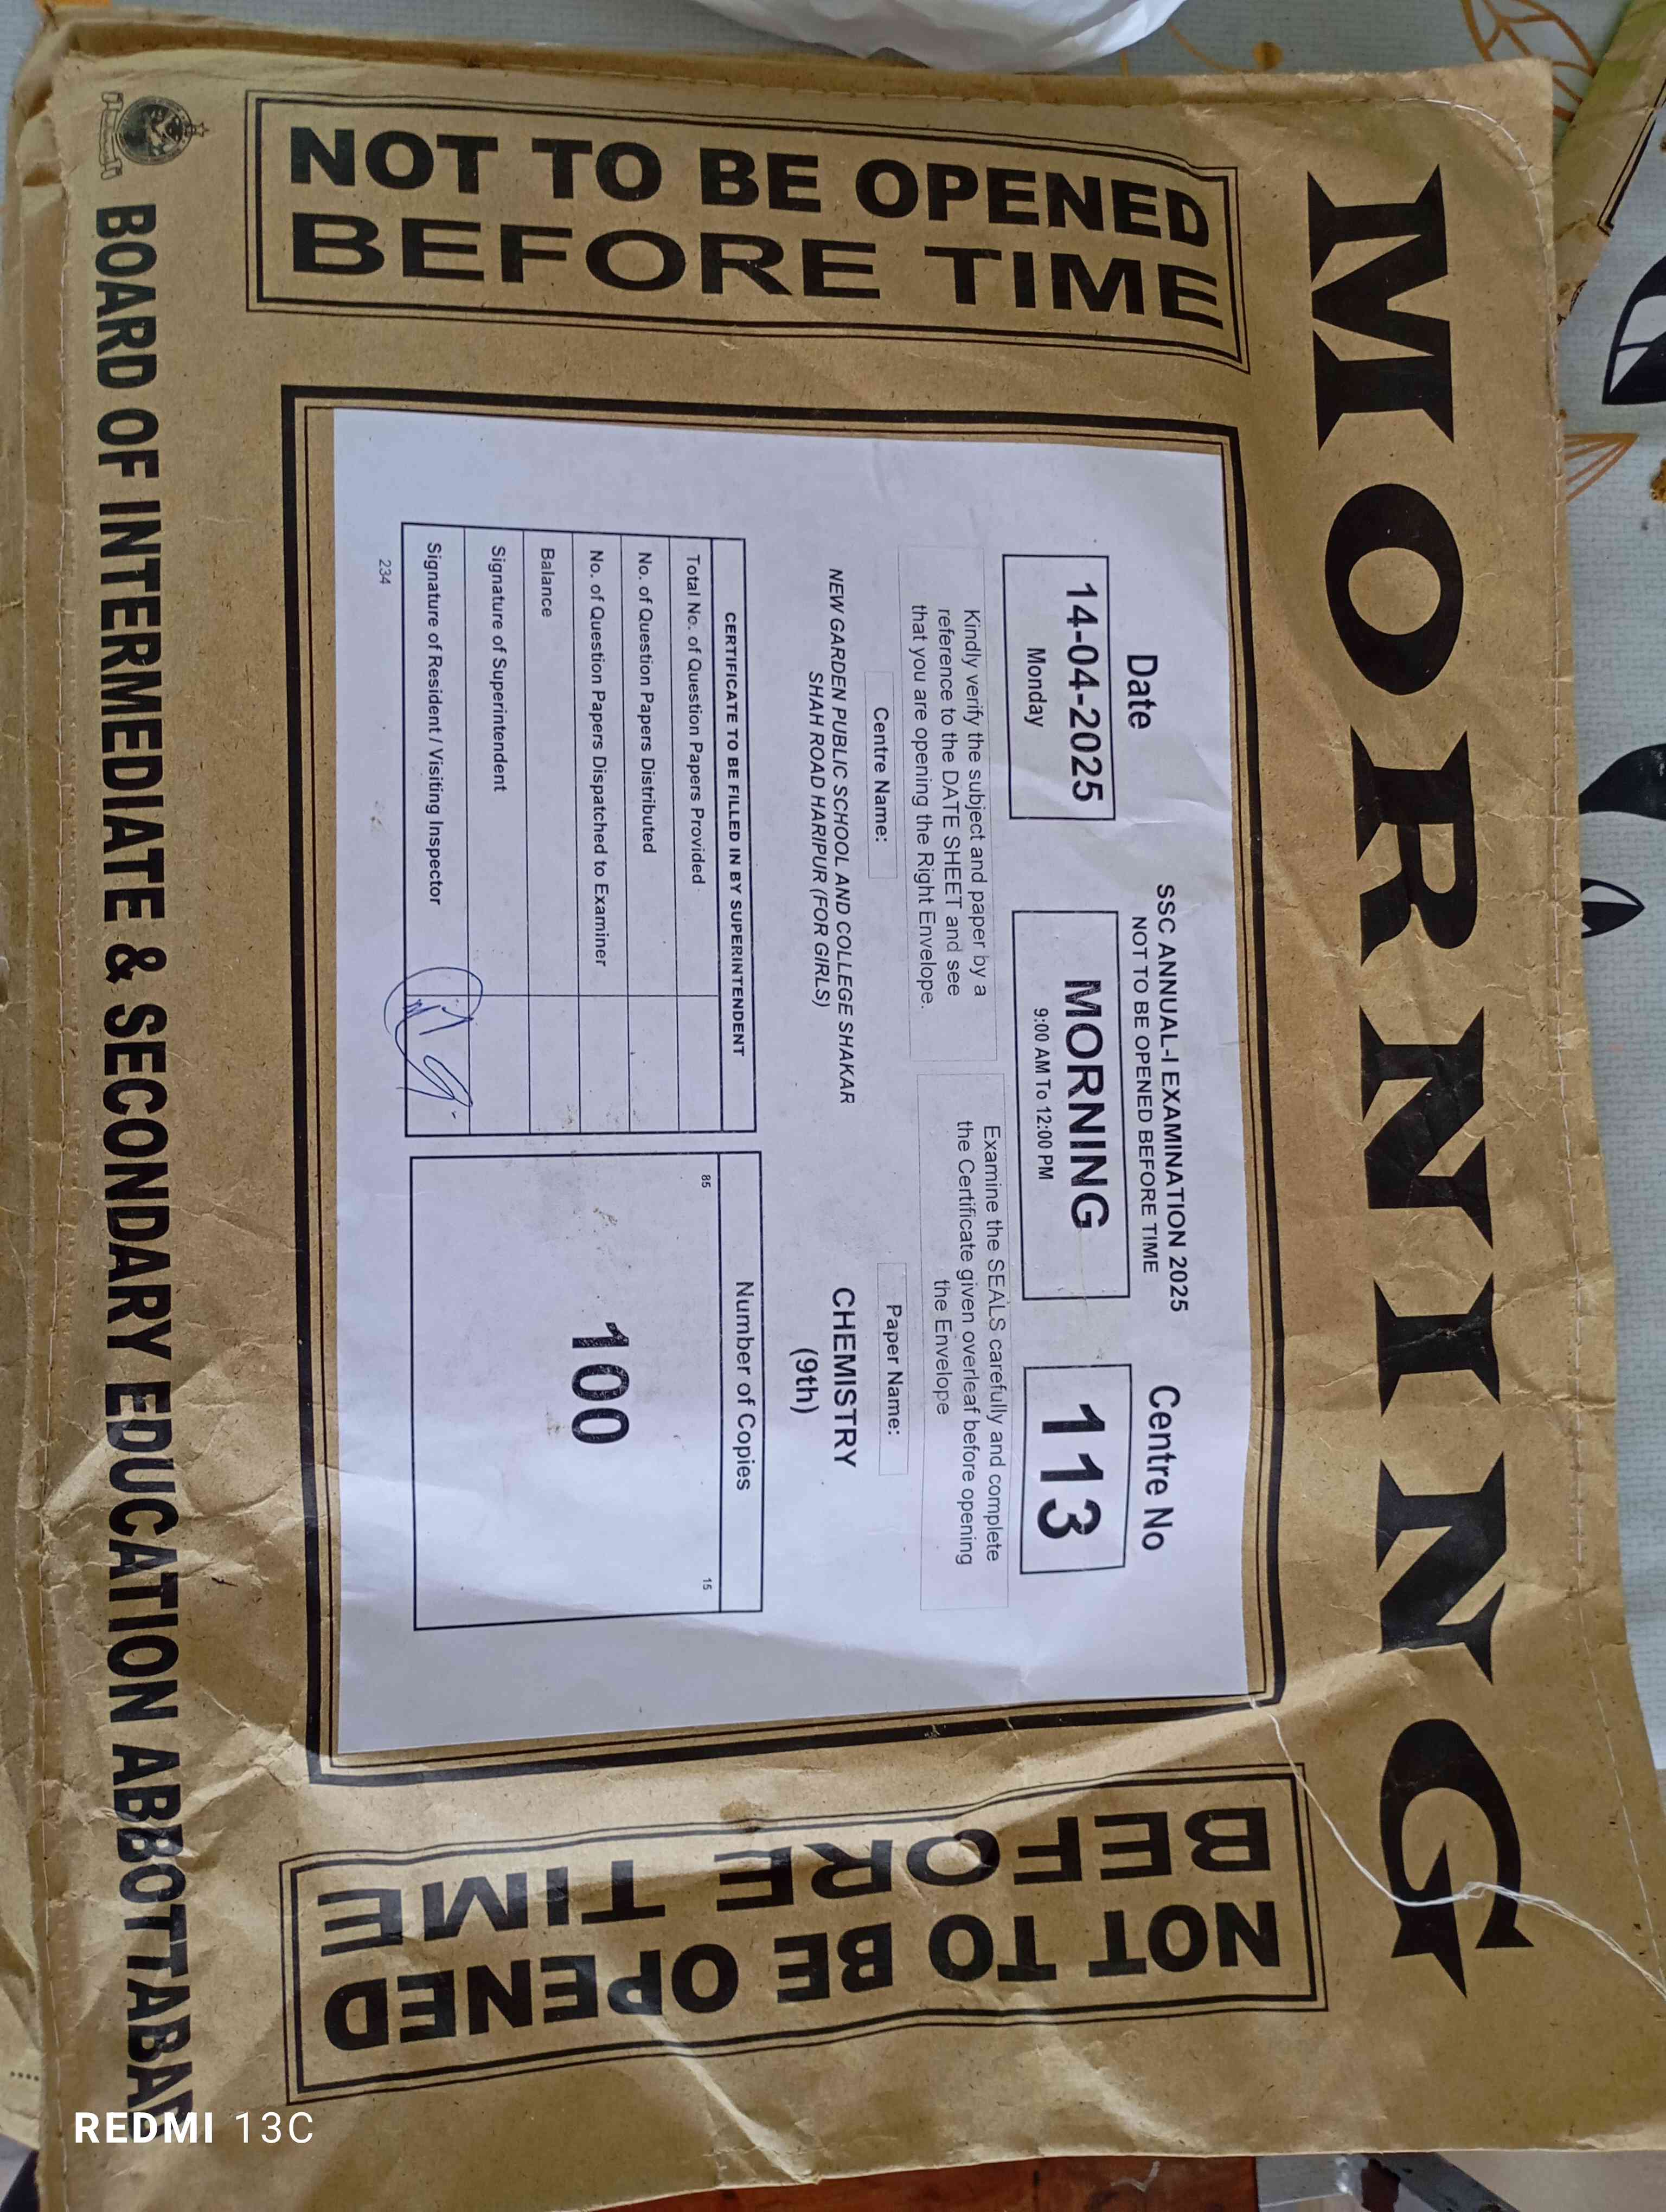 MORNING
NOT TO BE OPENED
BEFORE TIME
SSC ANNUAL-I EXAMINATION 2025
NOT TO BE OPENED BEFORE TIME
Date
14-04-2025
Monday
MORNING
9:00 AM To 12:00 PM
Centre No
113
Kindly verify the subject and paper by a
reference to the DATE SHEET and see
that you are opening the Right Envelope.
Examine the SEALS carefully and complete
the Certificate given overleaf before opening
the Envelope
Centre Name:
NEW GARDEN PUBLIC SCHOOL AND COLLEGE SHAKAR
SHAH ROAD HARIPUR (FOR GIRLS)
Paper Name:
CHEMISTRY
(9th)
CERTIFICATE TO BE FILLED IN BY SUPERINTENDENT
Total No. of Question Papers Provided
No. of Question Papers Distributed
No. of Question Papers Dispatched to Examiner
Balance
Signature of Superintendent
Signature of Resident / Visiting Inspector
234
Number of Copies
85 15
100
NOT TO BE OPENED
BEFORE TIME
BOARD OF INTERMEDIATE & SECONDARY EDUCATION ABBOTTABAD
REDMI 13C